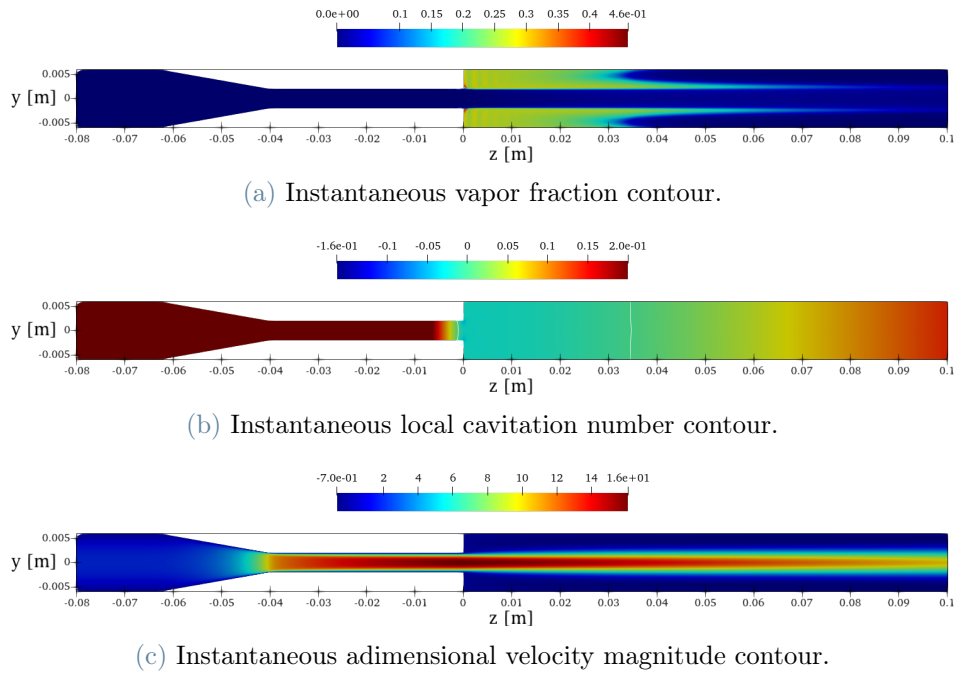 0.0e+00 0.1 0.15 0.2 0.25 0.3 0.35 0.4 4.6e-01
0.005
y [m] 0
-0.005
-0.08 -0.07 -0.06 -0.05 -0.04 -0.03 -0.02 -0.01 0 0.01 0.02 0.03 0.04 0.05 0.06 0.07 0.08 0.09 0.1
z [m]
(a) Instantaneous vapor fraction contour.
-1.6e-01 -0.1 -0.05 0 0.05 0.1 0.15 2.0e-01
0.005
y [m] 0
-0.005
-0.08 -0.07 -0.06 -0.05 -0.04 -0.03 -0.02 -0.01 0 0.01 0.02 0.03 0.04 0.05 0.06 0.07 0.08 0.09 0.1
z [m]
(b) Instantaneous local cavitation number contour.
-7.0e-01 2 4 6 8 10 12 14 1.6e+01
0.005
y [m] 0
-0.005
-0.08 -0.07 -0.06 -0.05 -0.04 -0.03 -0.02 -0.01 0 0.01 0.02 0.03 0.04 0.05 0.06 0.07 0.08 0.09 0.1
z [m]
(c) Instantaneous adimensional velocity magnitude contour.